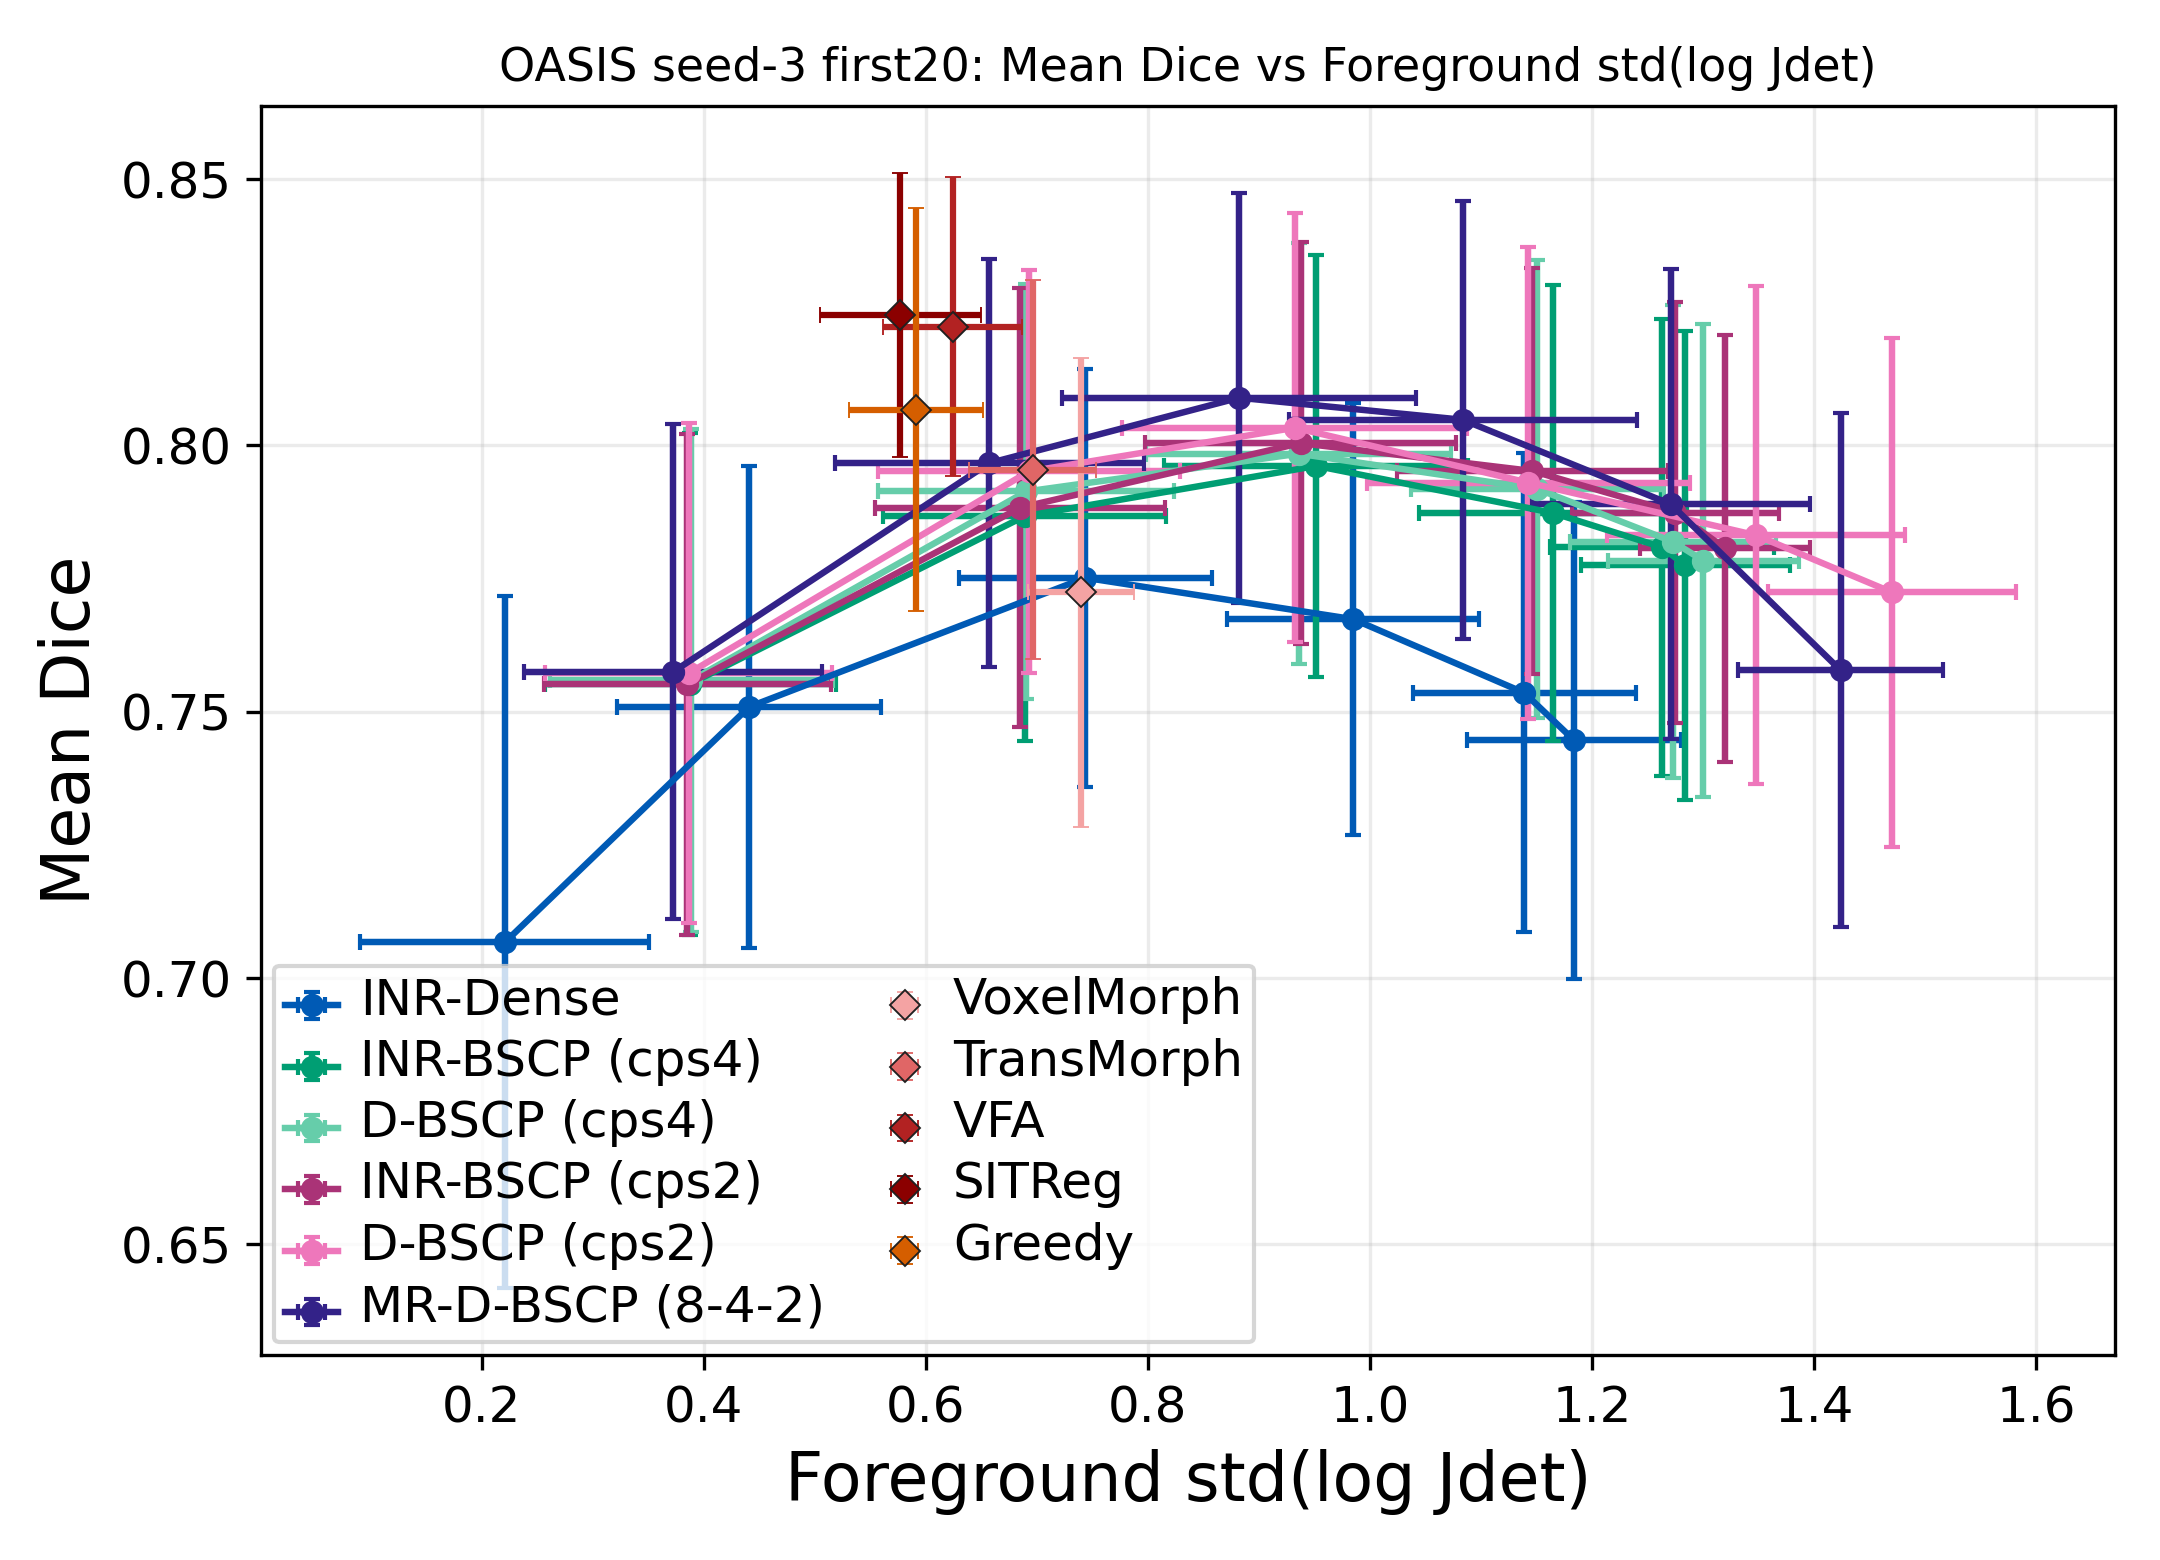 OASIS seed-3 first20: Mean Dice vs Foreground std(log Jdet)
Mean Dice
0.85
0.80
0.75
0.70
0.65
INR-Dense
INR-BSCP (cps4)
D-BSCP (cps4)
INR-BSCP (cps2)
D-BSCP (cps2)
MR-D-BSCP (8-4-2)
VoxelMorph
TransMorph
VFA
SITReg
Greedy
0.2 0.4 0.6 0.8 1.0 1.2 1.4 1.6
Foreground std(log Jdet)